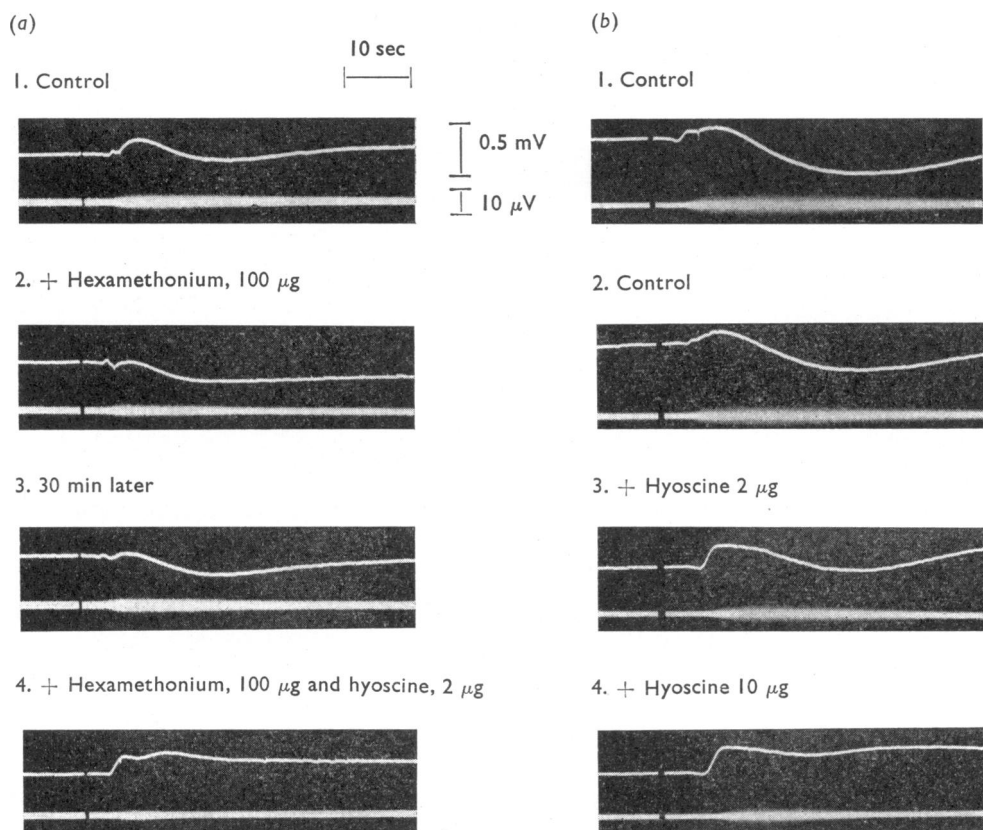 (a)
10 sec
1. Control
0.5 mV
10 μV
2. + Hexamethonium, 100 μg
3. 30 min later
4. + Hexamethonium, 100 μg and hyoscine, 2 μg
(b)
1. Control
2. Control
3. + Hyoscine 2 μg
4. + Hyoscine 10 μg